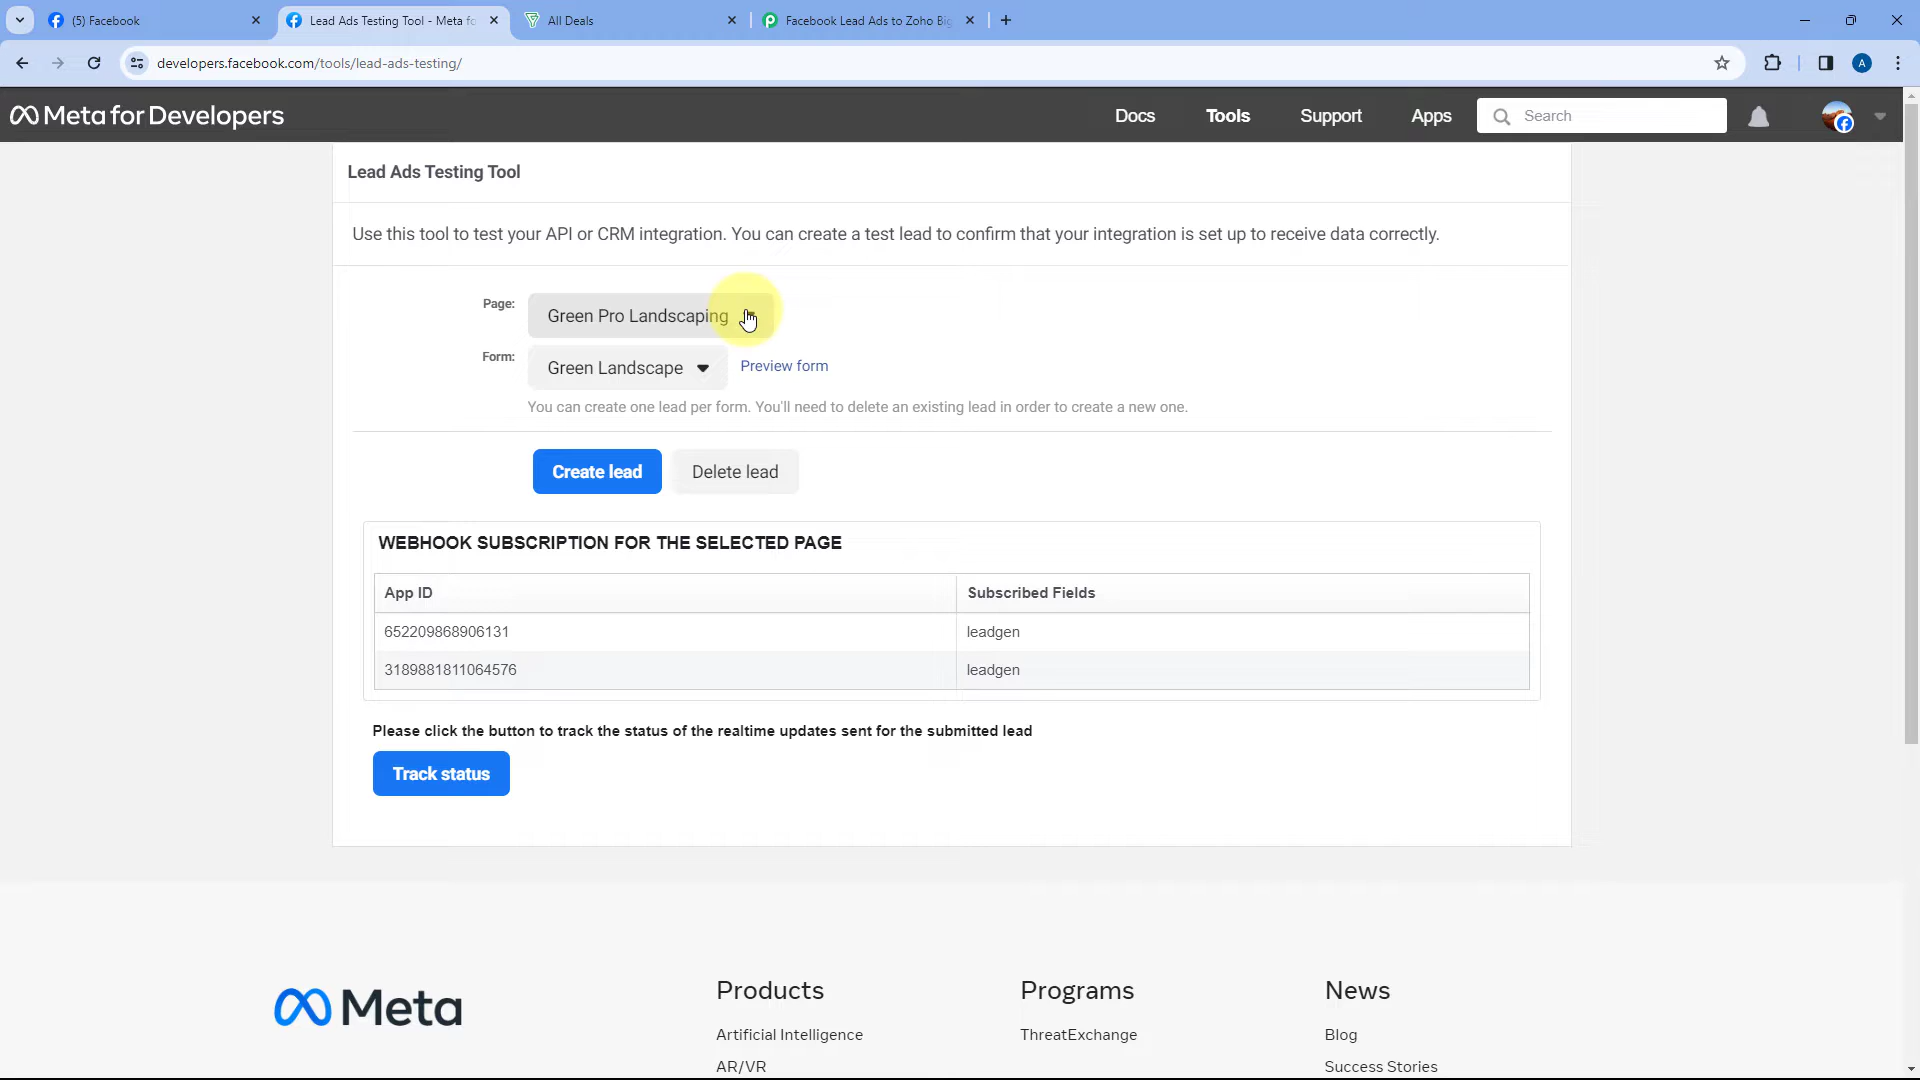 (5) Facebook
Lead Ads Testing Tool - Meta fo
All Deals
Facebook Lead Ads to Zoho Big
developers.facebook.com/tools/lead-ads-testing/
A
Meta for Developers
Docs
Tools
Support
Apps
Search
Lead Ads Testing Tool
Use this tool to test your API or CRM integration. You can create a test lead to confirm that your integration is set up to receive data correctly.
Page:
Green Pro Landscaping
Form:
Green Landscape
Preview form
You can create one lead per form. You'll need to delete an existing lead in order to create a new one.
Create lead
Delete lead
WEBHOOK SUBSCRIPTION FOR THE SELECTED PAGE
App ID
Subscribed Fields
652209868906131
leadgen
3189881811064576
leadgen
Please click the button to track the status of the realtime updates sent for the submitted lead
Track status
Meta
Products
Programs
News
Artificial Intelligence
ThreatExchange
Blog
AR/VR
Success Stories